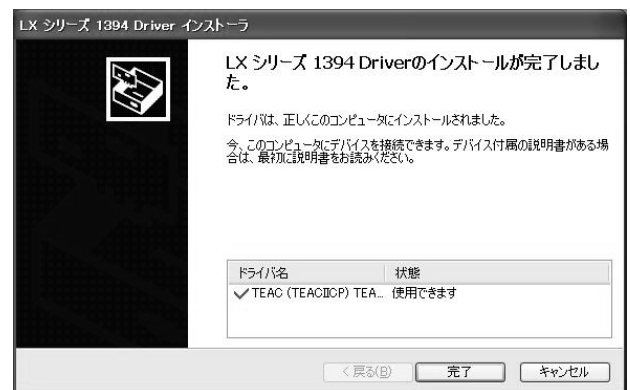 LX シリーズ 1394 Driver インストーラ
LX シリーズ 1394 Driverのインストールが完了しまし
た。
ドライバは、正しくこのコンピュータにインストールされました。
今、このコンピュータにデバイスを接続できます。デバイス付属の説明書がある場
合は、最初に説明書をお読みください。
ドライバ名 状態
TEAC (TEACIICP) TEA... 使用できます
< 戻る(B) 完了 キャンセル